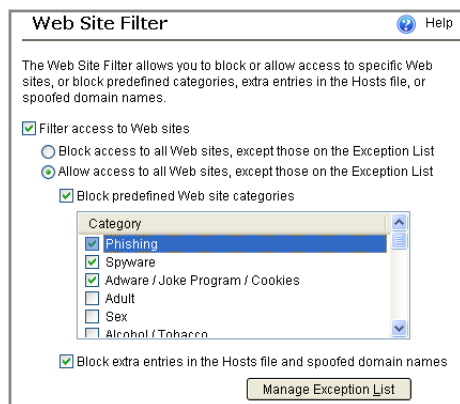 Web Site Filter
Help
The Web Site Filter allows you to block or allow access to specific Web
sites, or block predefined categories, extra entries in the Hosts file, or
spoofed domain names.
Filter access to Web sites
Block access to all Web sites, except those on the Exception List
Allow access to all Web sites, except those on the Exception List
Block predefined Web site categories
Category
Phishing
Spyware
Adware / Joke Program / Cookies
Adult
Sex
Alcohol / Tobacco
Block extra entries in the Hosts file and spoofed domain names
Manage Exception List